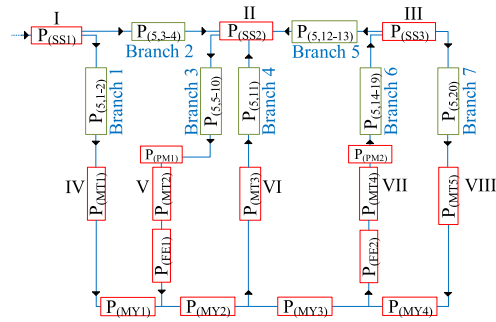 I
II
III
P(SS1)
P(5,3-4)
P(SS2)
P(5,12-13)
P(SS3)
Branch 2
Branch 5
P(5,1-2)
Branch 1
Branch 3
P(5,5-10)
P(5,11)
Branch 4
P(5,14-19)
Branch 6
P(5,20)
Branch 7
P(PM1)
P(PM2)
IV
P(MT1)
V
P(MT2)
P(MT3)
VI
P(MT4)
VII
P(MT5)
VIII
P(FE1)
P(FE2)
P(MY1)
P(MY2)
P(MY3)
P(MY4)